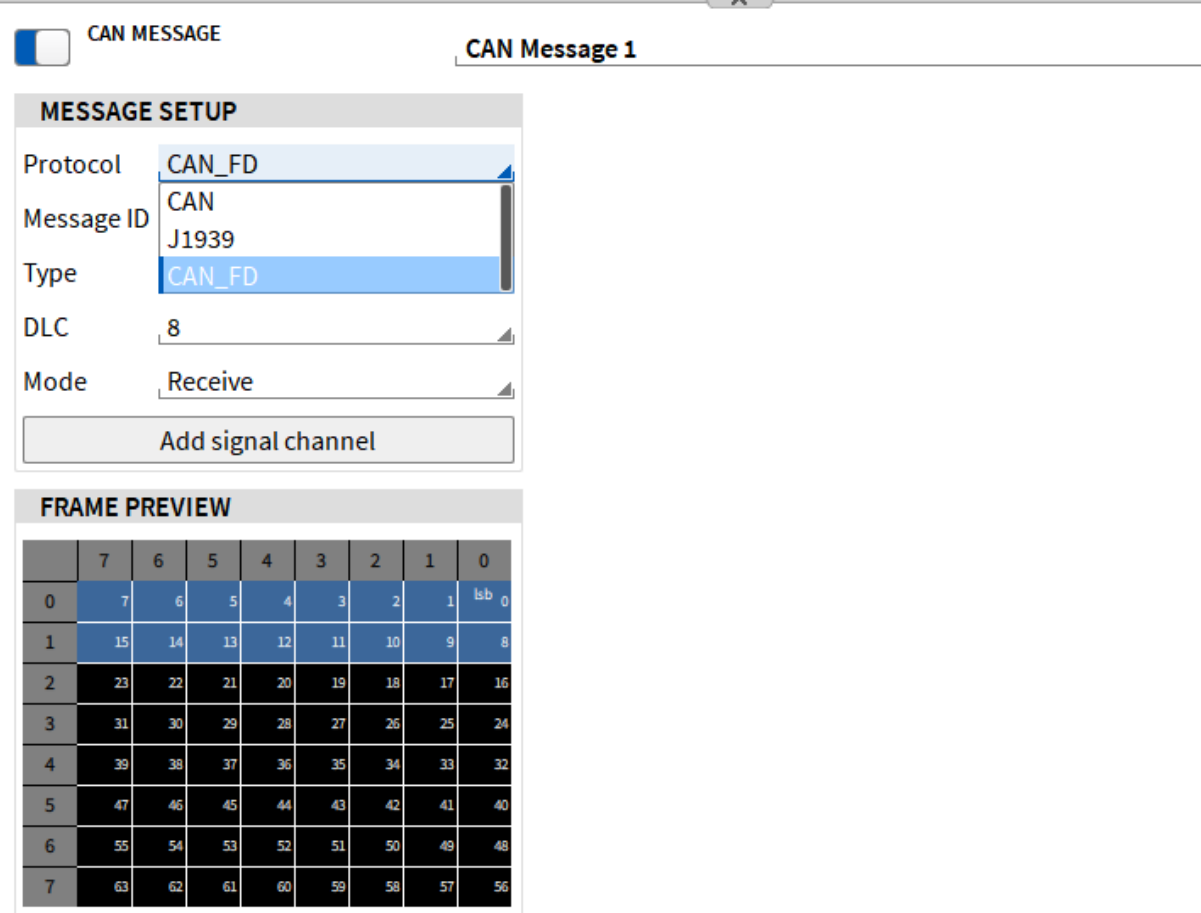 CAN MESSAGE
CAN Message 1
MESSAGE SETUP
Protocol CAN_FD
CAN
Message ID
J1939
Type CAN_FD
DLC 8
Mode Receive
Add signal channel
FRAME PREVIEW
7 6 5 4 3 2 1 0
0 7 6 5 4 3 2 1 lsb 0
1 15 14 13 12 11 10 9 8
2 23 22 21 20 19 18 17 16
3 31 30 29 28 27 26 25 24
4 39 38 37 36 35 34 33 32
5 47 46 45 44 43 42 41 40
6 55 54 53 52 51 50 49 48
7 63 62 61 60 59 58 57 56